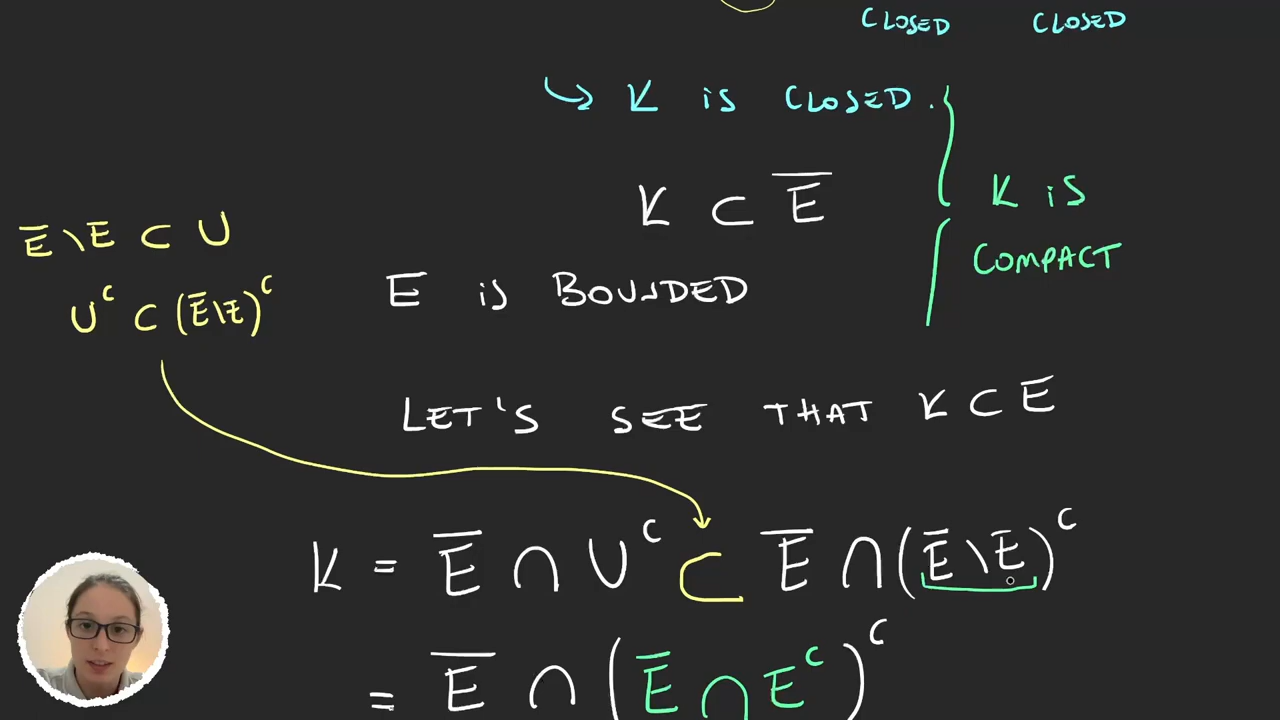 CLOSED CLOSED
↳ K is CLOSED.
K ⊂ E̅
K is
E̅ \ E ⊂ U
COMPACT
E is BOUNDED
Uᶜ ⊂ (E̅\E)ᶜ
LET'S SEE THAT K ⊂ E
K = E̅ ∩ Uᶜ ⊂ E̅ ∩ (E̅ \ E)ᶜ
= E̅ ∩ (E̅ ∩ Eᶜ)ᶜ